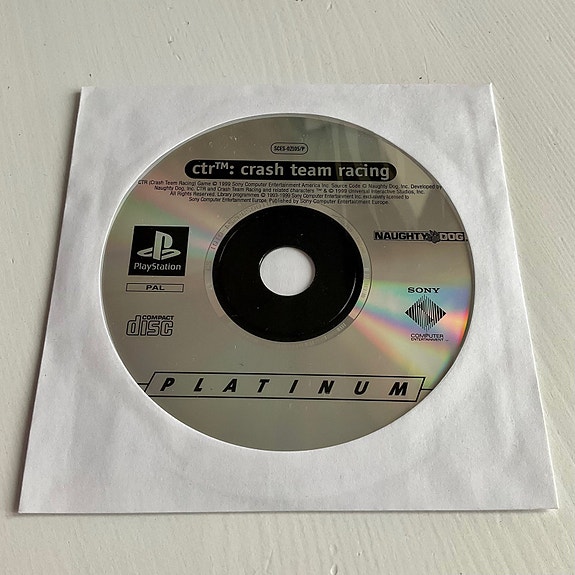 SCES-02105/P
ctr™: crash team racing
CTR (Crash Team Racing) Game © 1999 Sony Computer Entertainment America Inc. Source Code © Naughty Dog, Inc. Developed by
Naughty Dog, Inc. CTR and Crash Team Racing and related characters ™ & © 1999 Universal Interactive Studios, Inc.
All Rights Reserved. Library programmes © 1993-1999 Sony Computer Entertainment Inc. exclusively licensed to
Sony Computer Entertainment Europe. Published by Sony Computer Entertainment Europe.
NAUGHTY DOG
PlayStation
PAL
SONY
COMPUTER
ENTERTAINMENT™
COMPACT
disc
PLATINUM